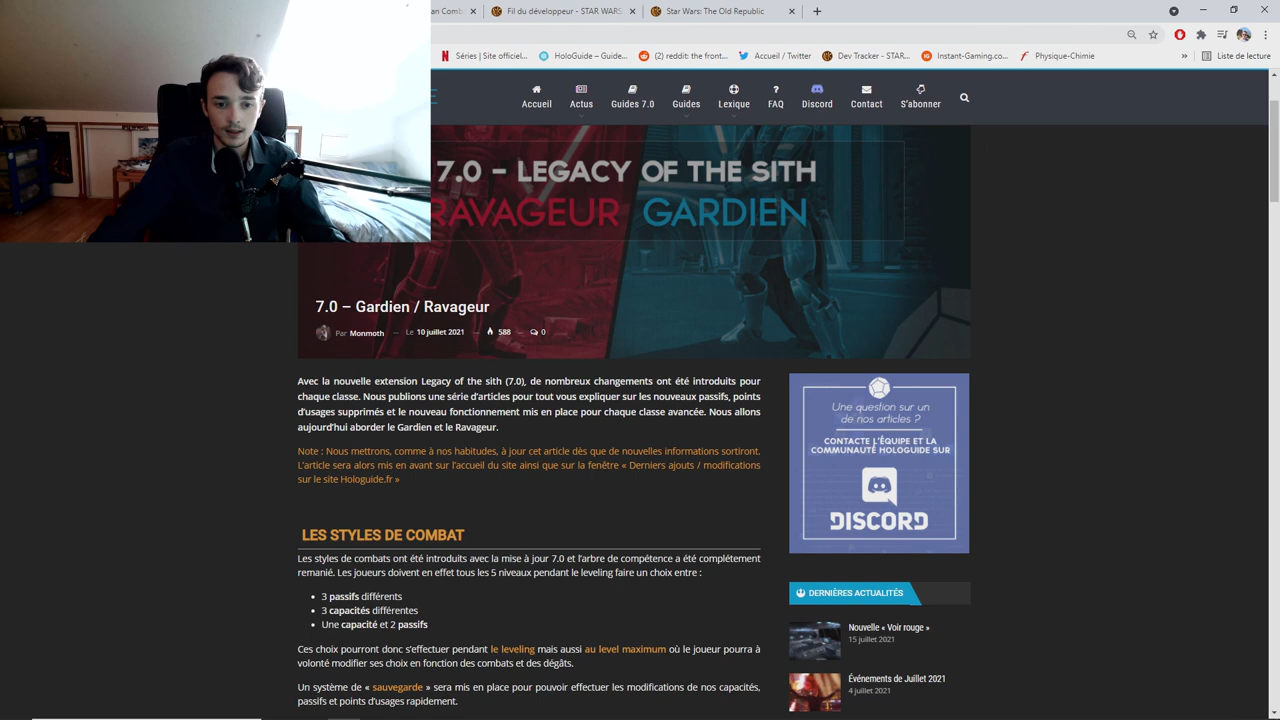 an Comb
Fil du développeur - STAR WARS
Star Wars: The Old Republic
Séries | Site officiel...
HoloGuide – Guide...
(2) reddit: the front...
Accueil / Twitter
Dev Tracker - STAR...
Instant-Gaming.co...
Physique-Chimie
»
Liste de lecture
Accueil
Actus
Guides 7.0
Guides
Lexique
FAQ
Discord
Contact
S'abonner
7.0 – LEGACY OF THE SITH
RAVAGEUR GARDIEN
7.0 – Gardien / Ravageur
Par Monmoth — Le 10 juillet 2021 — 588 — 0
Avec la nouvelle extension Legacy of the sith (7.0), de nombreux changements ont été introduits pour
chaque classe. Nous publions une série d'articles pour tout vous expliquer sur les nouveaux passifs, points
d'usages supprimés et le nouveau fonctionnement mis en place pour chaque classe avancée. Nous allons
aujourd'hui aborder le Gardien et le Ravageur.
Note : Nous mettrons, comme à nos habitudes, à jour cet article dès que de nouvelles informations sortiront.
L'article sera alors mis en avant sur l'accueil du site ainsi que sur la fenêtre « Derniers ajouts / modifications
sur le site Hologuide.fr »
LES STYLES DE COMBAT
Les styles de combats ont été introduits avec la mise à jour 7.0 et l'arbre de compétence a été complétement
remanié. Les joueurs doivent en effet tous les 5 niveaux pendant le leveling faire un choix entre :
• 3 passifs différents
• 3 capacités différentes
• Une capacité et 2 passifs
Ces choix pourront donc s'effectuer pendant le leveling mais aussi au level maximum où le joueur pourra à
volonté modifier ses choix en fonction des combats et des dégâts.
Un système de « sauvegarde » sera mis en place pour pouvoir effectuer les modifications de nos capacités,
passifs et points d'usages rapidement.
Une question sur un
de nos articles ?
CONTACTE L'ÉQUIPE ET LA
COMMUNAUTÉ HOLOGUIDE SUR
DISCORD
DERNIÈRES ACTUALITÉS
Nouvelle « Voir rouge »
15 juillet 2021
Événements de Juillet 2021
4 juillet 2021